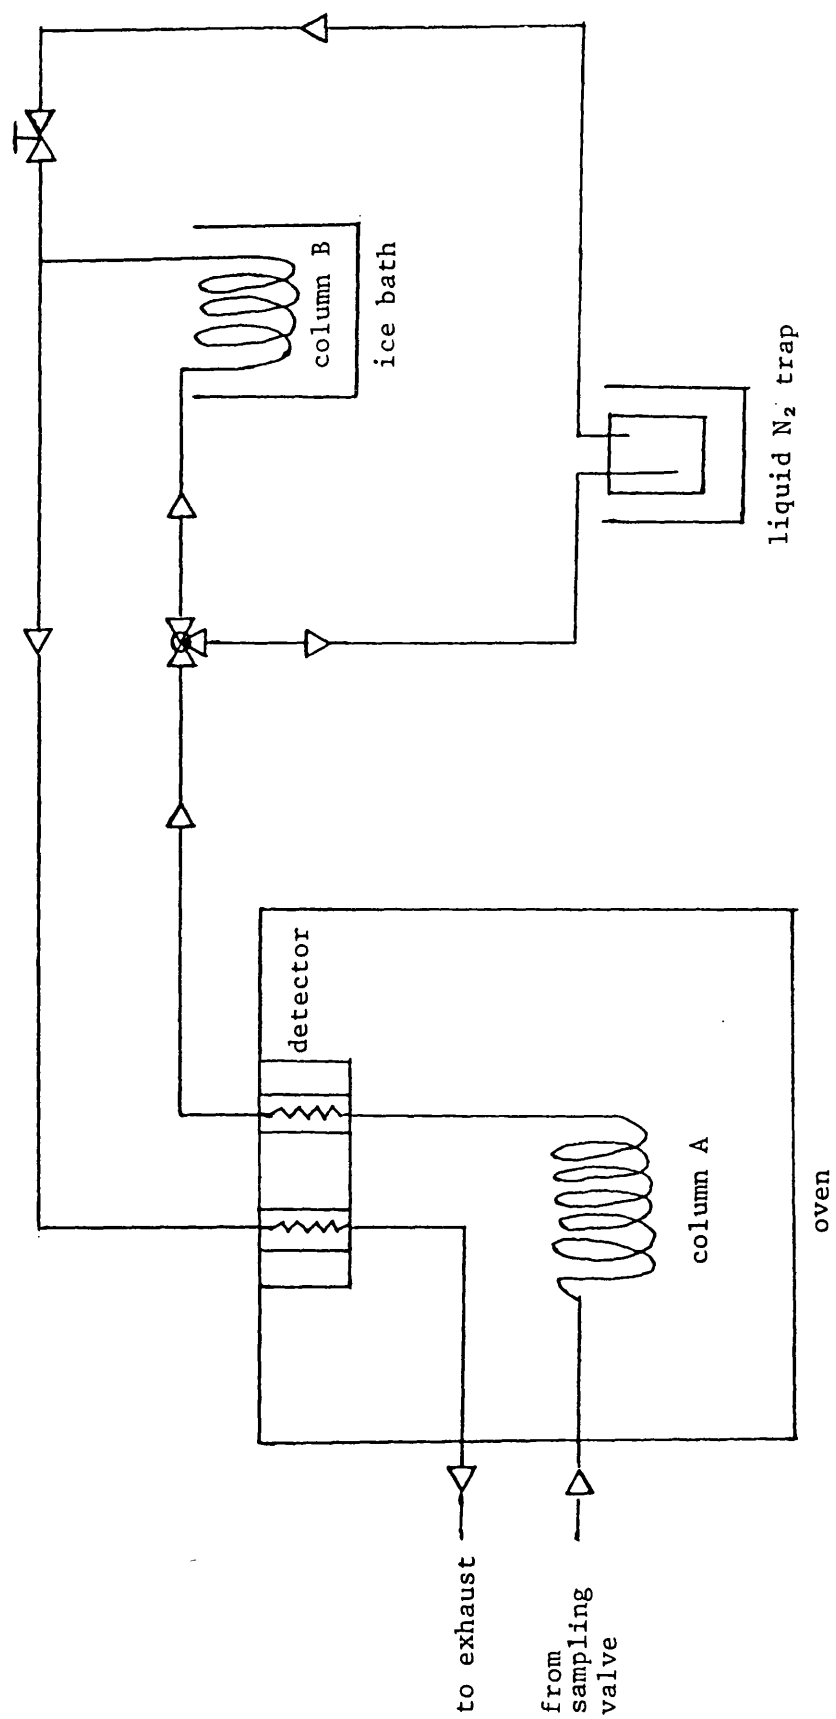 column B
ice bath
liquid N₂ trap
detector
column A
oven
to exhaust
from
sampling
valve